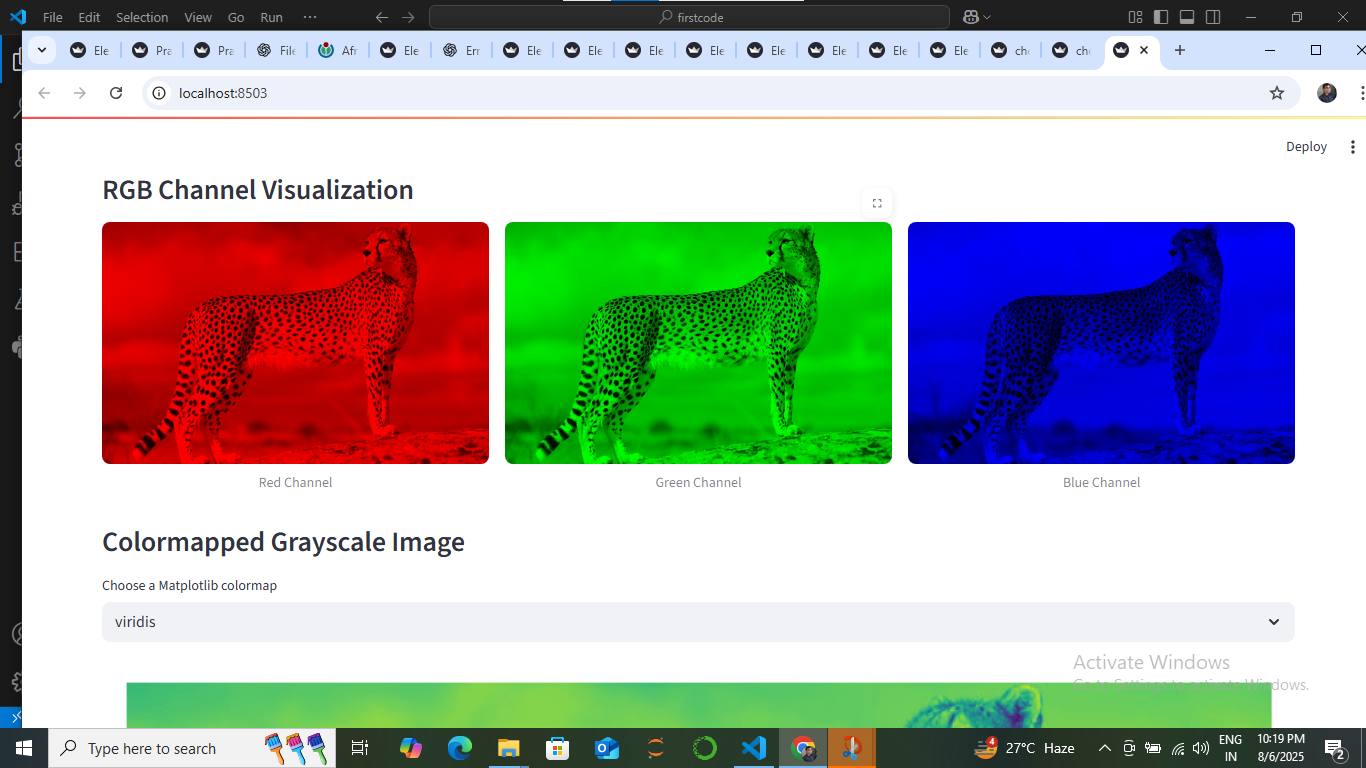 File Edit Selection View Go Run ···
firstcode
Ele Pra Pra File Afr Ele Err Ele Ele Ele Ele Ele Ele Ele Ele che che
localhost:8503
Deploy
RGB Channel Visualization
Red Channel Green Channel Blue Channel
Colormapped Grayscale Image
Choose a Matplotlib colormap
viridis
Activate Windows
Go to Settings to activate Windows.
Type here to search
4
27°C Haze
ENG
IN
10:19 PM
8/6/2025
2